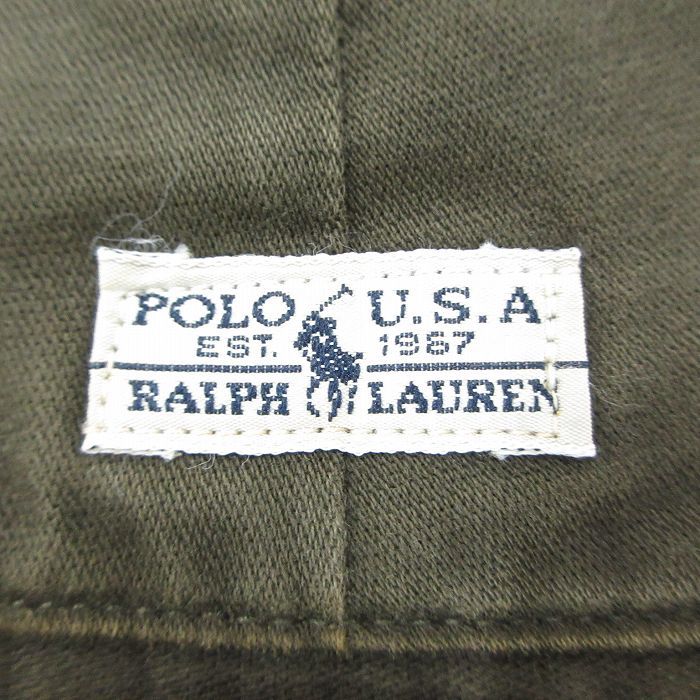 POLO U.S.A
EST. 1967
RALPH LAUREN